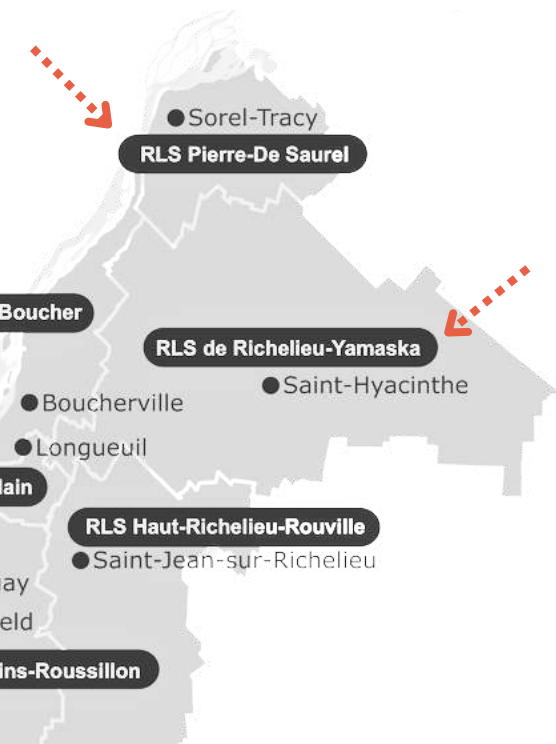 Sorel-Tracy
RLS Pierre-De Saurel
Boucher
RLS de Richelieu-Yamaska
Saint-Hyacinthe
Boucherville
Longueuil
lain
RLS Haut-Richelieu-Rouville
Saint-Jean-sur-Richelieu
ay
eld
ins-Roussillon